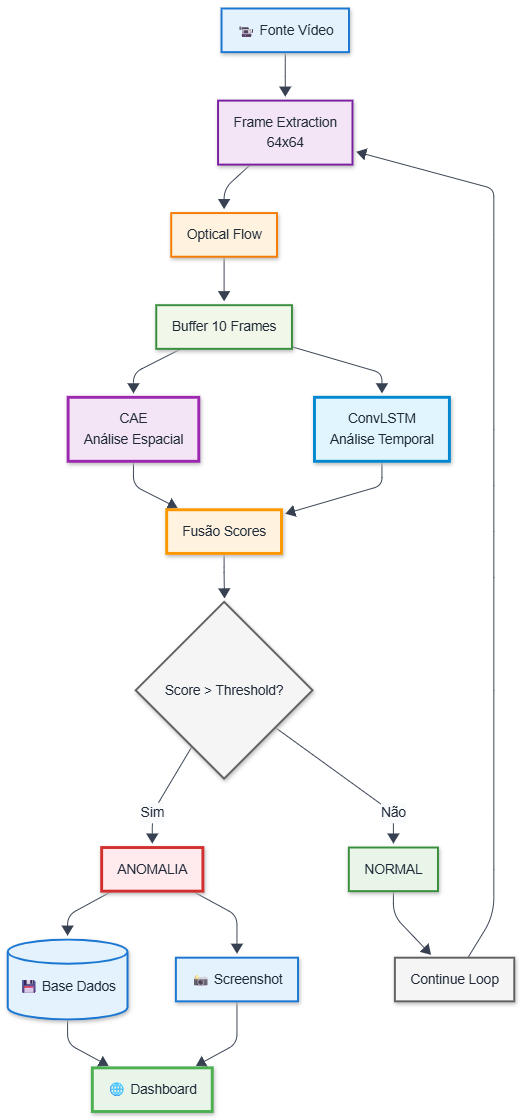 Fonte Vídeo
Frame Extraction
64x64
Optical Flow
Buffer 10 Frames
CAE
Análise Espacial
ConvLSTM
Análise Temporal
Fusão Scores
Score > Threshold?
Sim
Não
ANOMALIA
NORMAL
Base Dados
Screenshot
Continue Loop
Dashboard